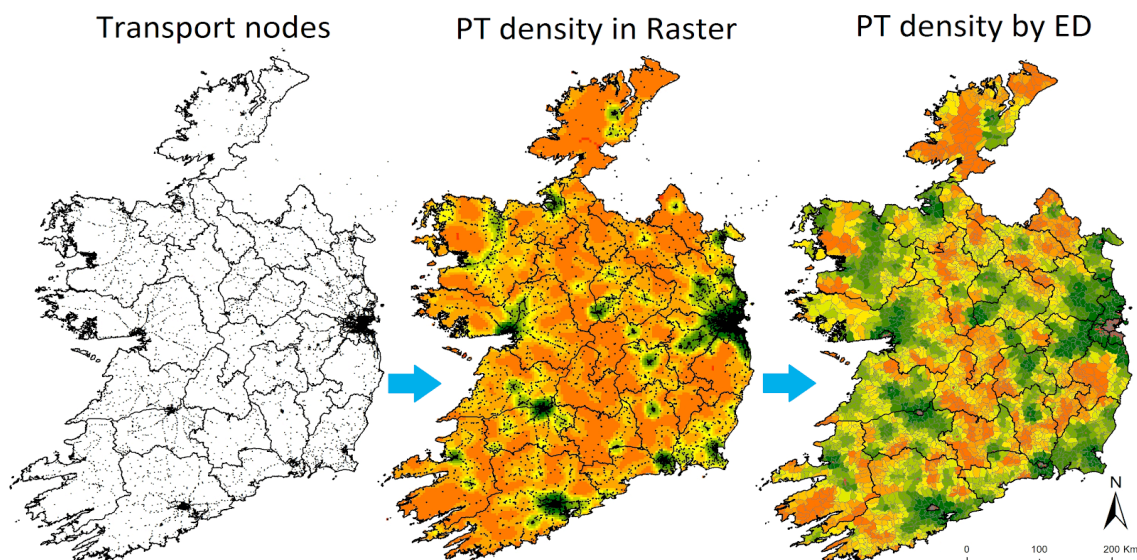 Transport nodes
PT density in Raster
PT density by ED
N
0 100 200 Km